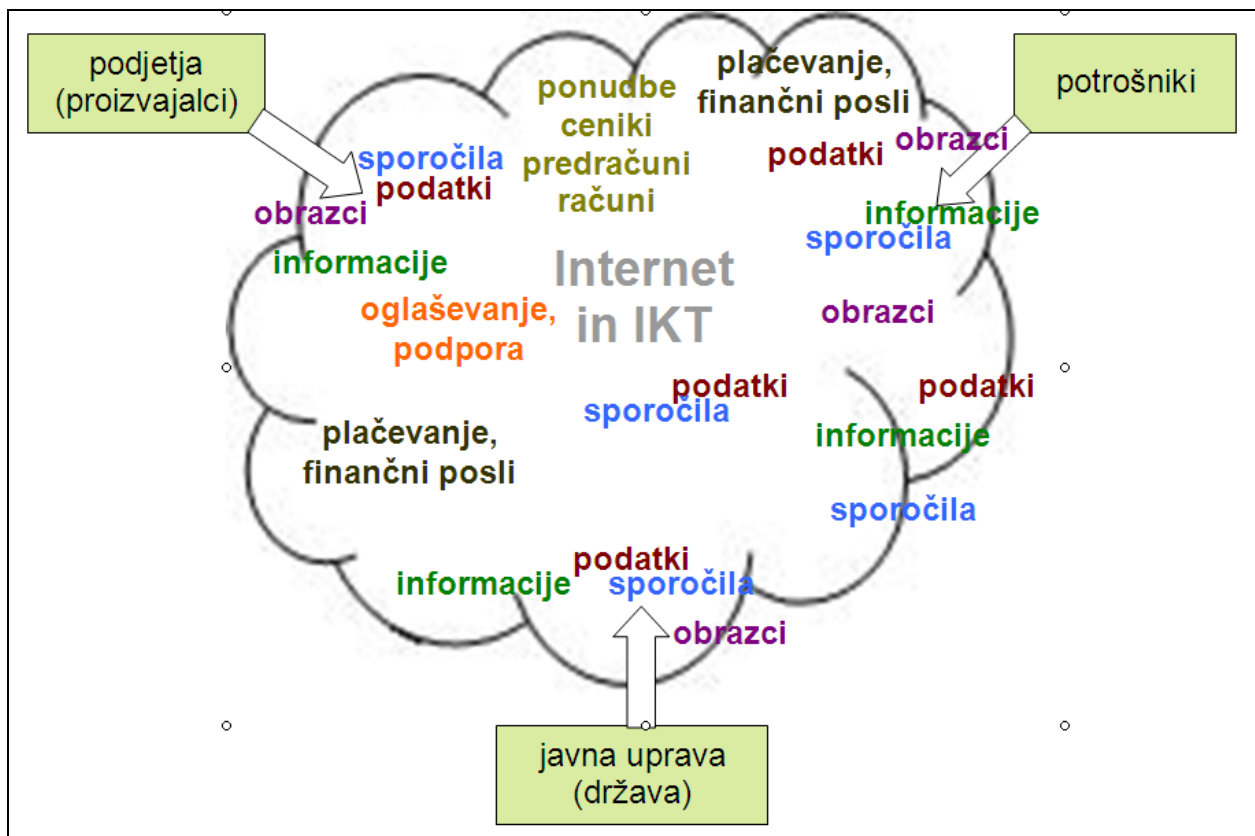 podjetja
(proizvajalci)
potrošniki
ponudbe
ceniki
predračuni
računi
plačevanje,
finančni posli
sporočila
podatki
obrazci
informacije
podatki
obrazci
informacije
sporočila
Internet
in IKT
oglaševanje,
podpora
obrazci
podatki
sporočila
podatki
informacije
sporočila
plačevanje,
finančni posli
podatki
informacije
sporočila
obrazci
javna uprava
(država)